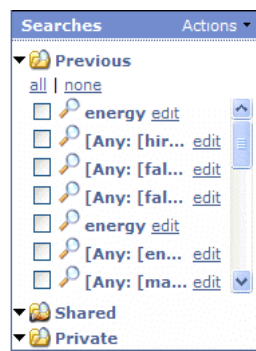 Searches Actions
Previous
all | none
energy edit
[Any: [hir... edit
[Any: [fal... edit
[Any: [fal... edit
energy edit
[Any: [en... edit
[Any: [ma... edit
Shared
Private